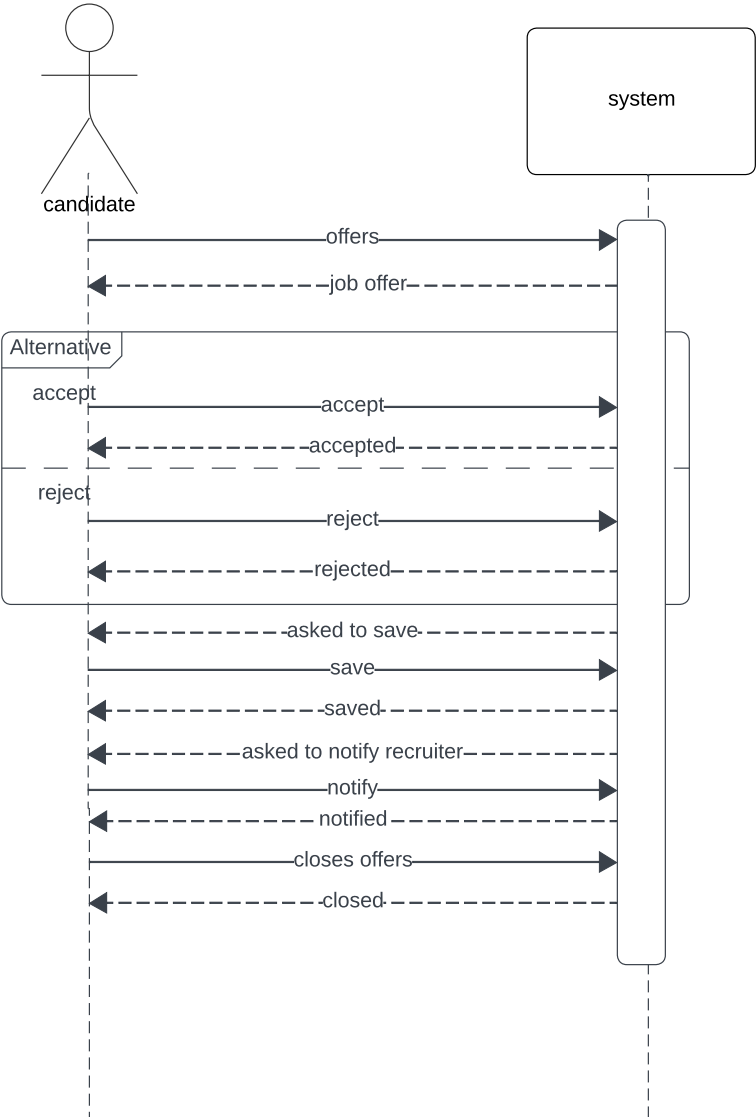 system
candidate
offers
job offer
Alternative
accept
accept
accepted
reject
reject
rejected
asked to save
save
saved
asked to notify recruiter
notify
notified
closes offers
closed